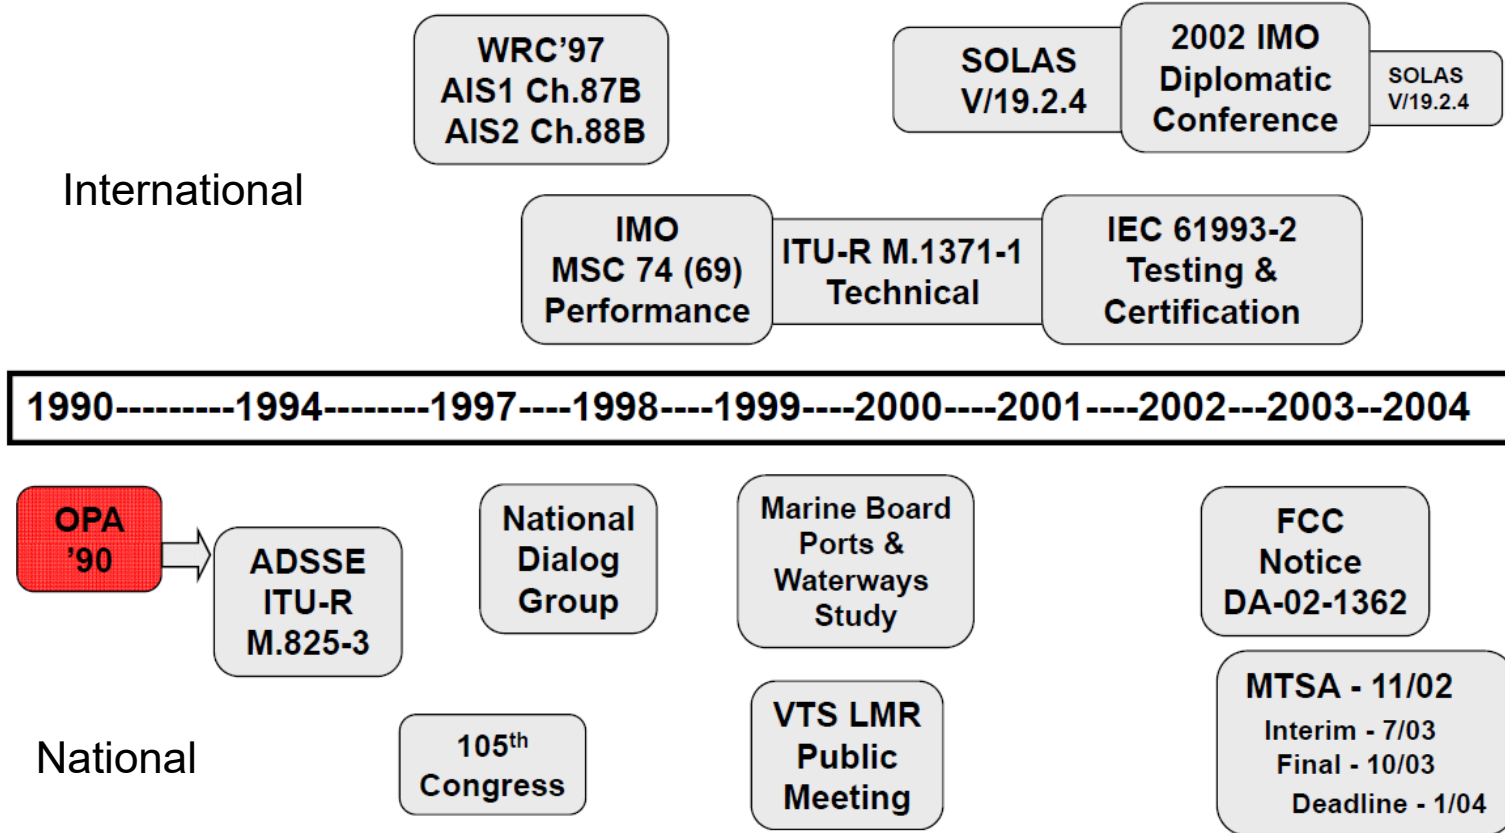 WRC’97
AIS1 Ch.87B
AIS2 Ch.88B
SOLAS
V/19.2.4
2002 IMO
Diplomatic
Conference
SOLAS
V/19.2.4
International
IMO
MSC 74 (69)
Performance
ITU-R M.1371-1
Technical
IEC 61993-2
Testing &
Certification
1990---------1994--------1997----1998----1999----2000----2001----2002---2003--2004
OPA
’90
ADSSE
ITU-R
M.825-3
National
Dialog
Group
Marine Board
Ports &
Waterways
Study
FCC
Notice
DA-02-1362
National
105th
Congress
VTS LMR
Public
Meeting
MTSA - 11/02
Interim - 7/03
Final - 10/03
Deadline - 1/04